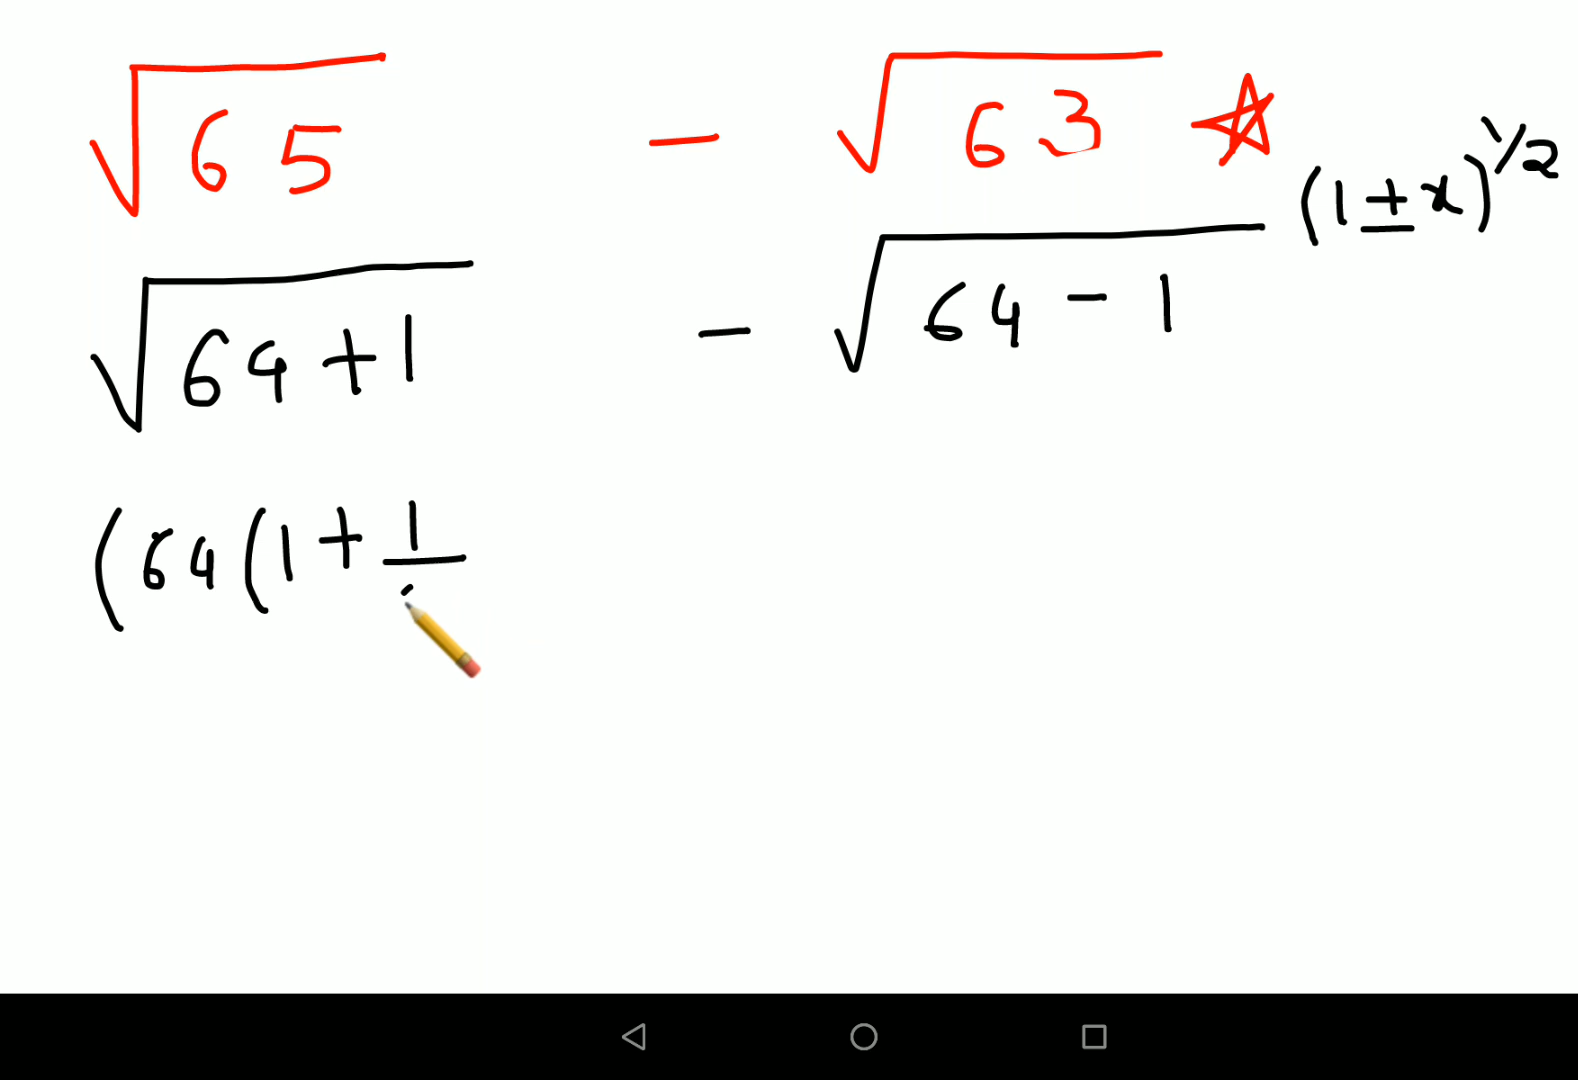 √65 - √63 ☆
(1 ± x)^1/2
√64 + 1 - √64 - 1
(64(1 + 1/